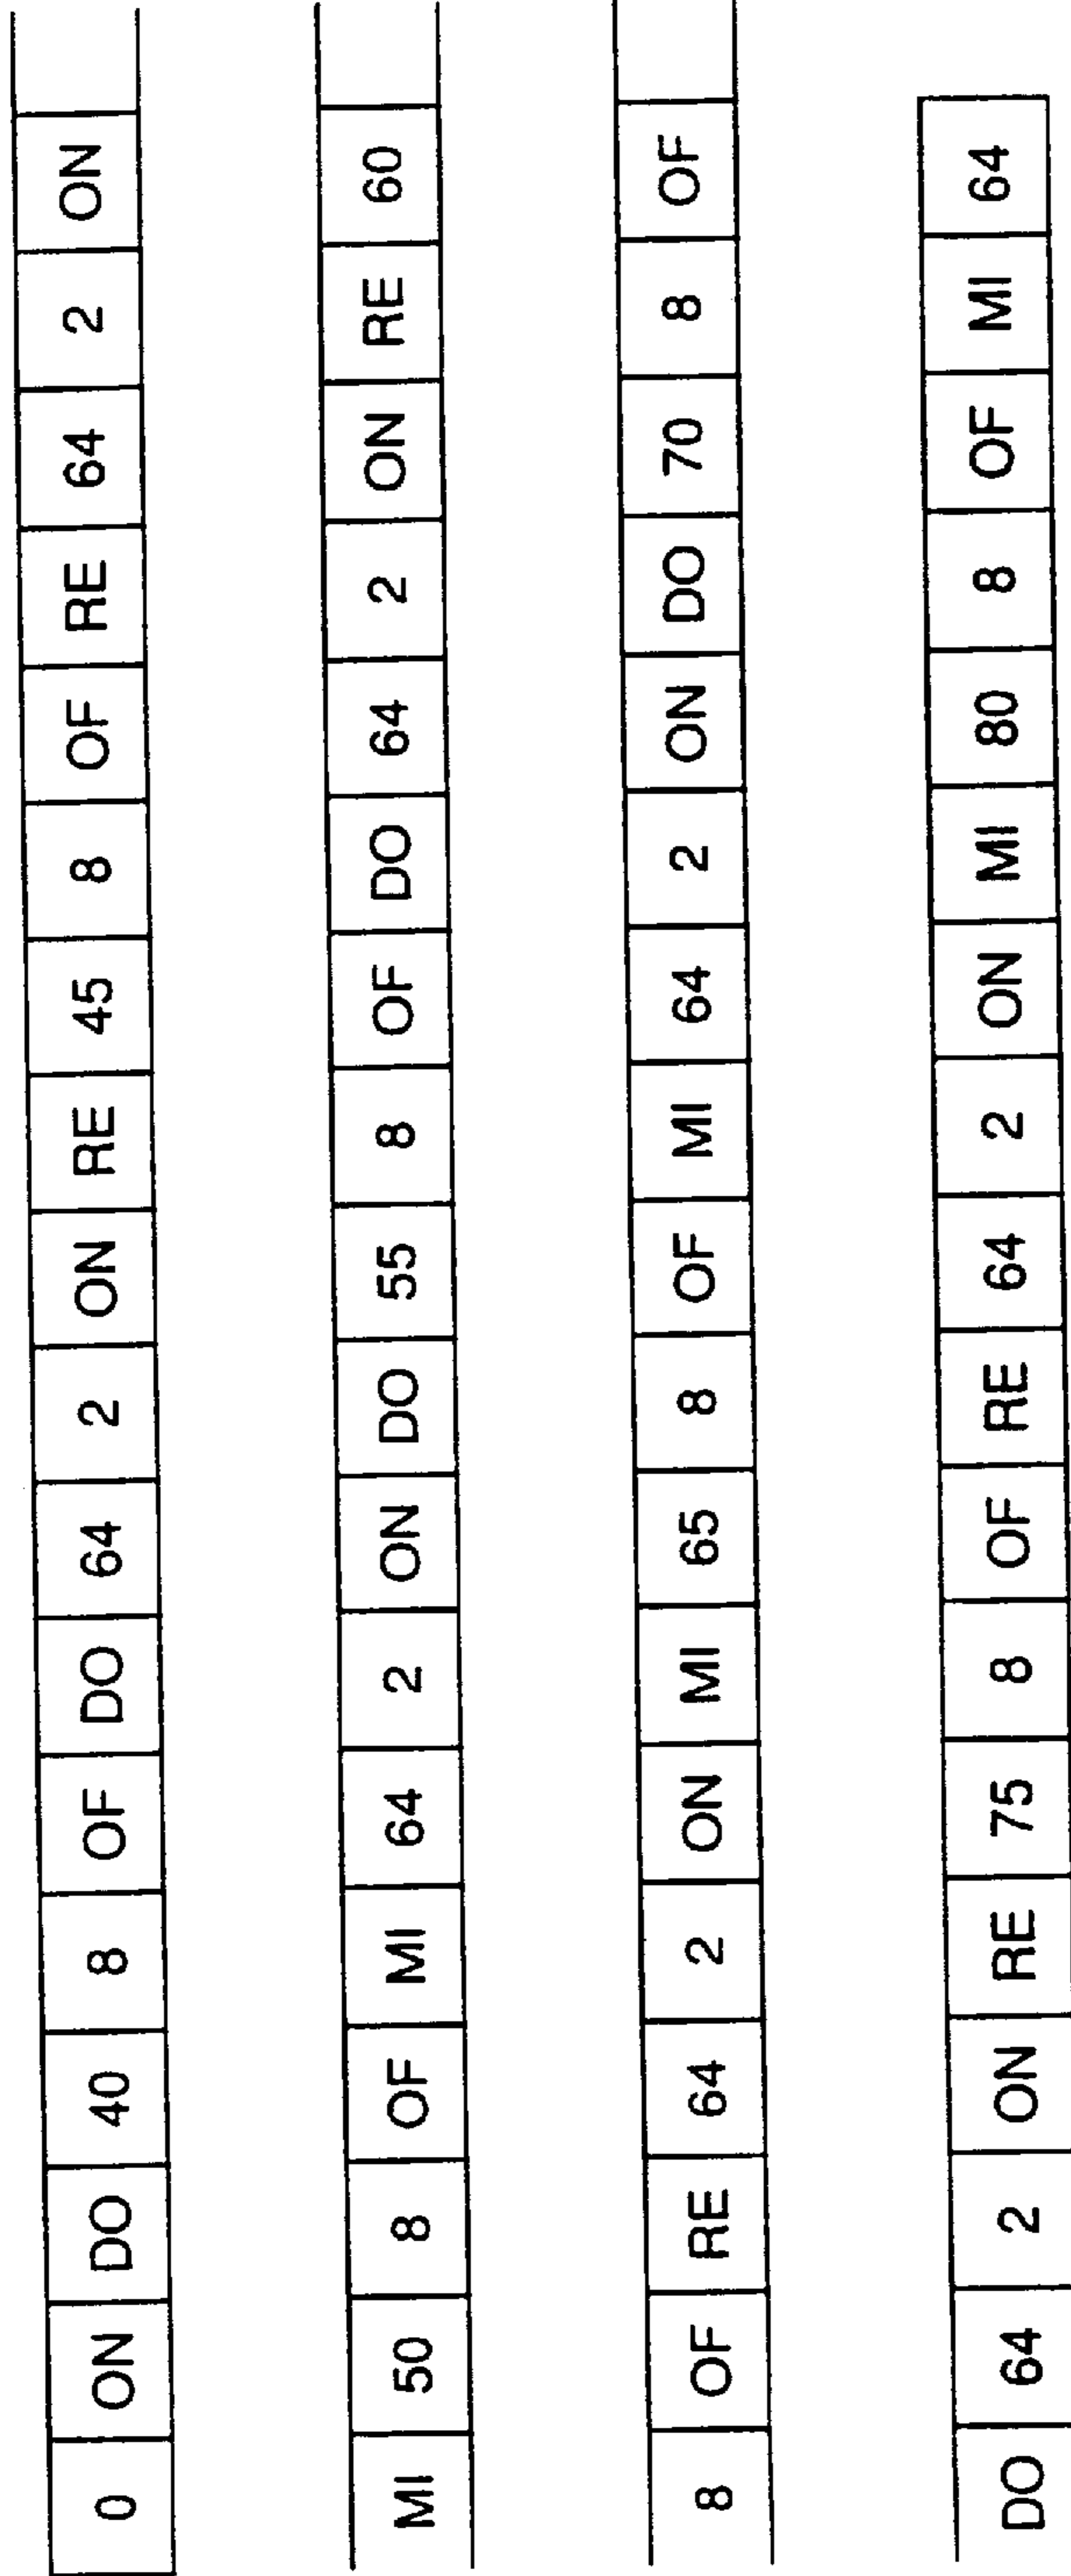 0 ON DO 40 8 OF DO 64 2 ON RE 45 8 OF RE 64 2 ON
MI 50 8 OF MI 64 2 ON DO 55 8 OF DO 64 2 ON RE 60
8 OF RE 64 2 ON MI 65 8 OF MI 64 2 ON DO 70 8 OF
DO 64 2 ON RE 75 8 OF RE 64 2 ON MI 80 8 OF MI 64